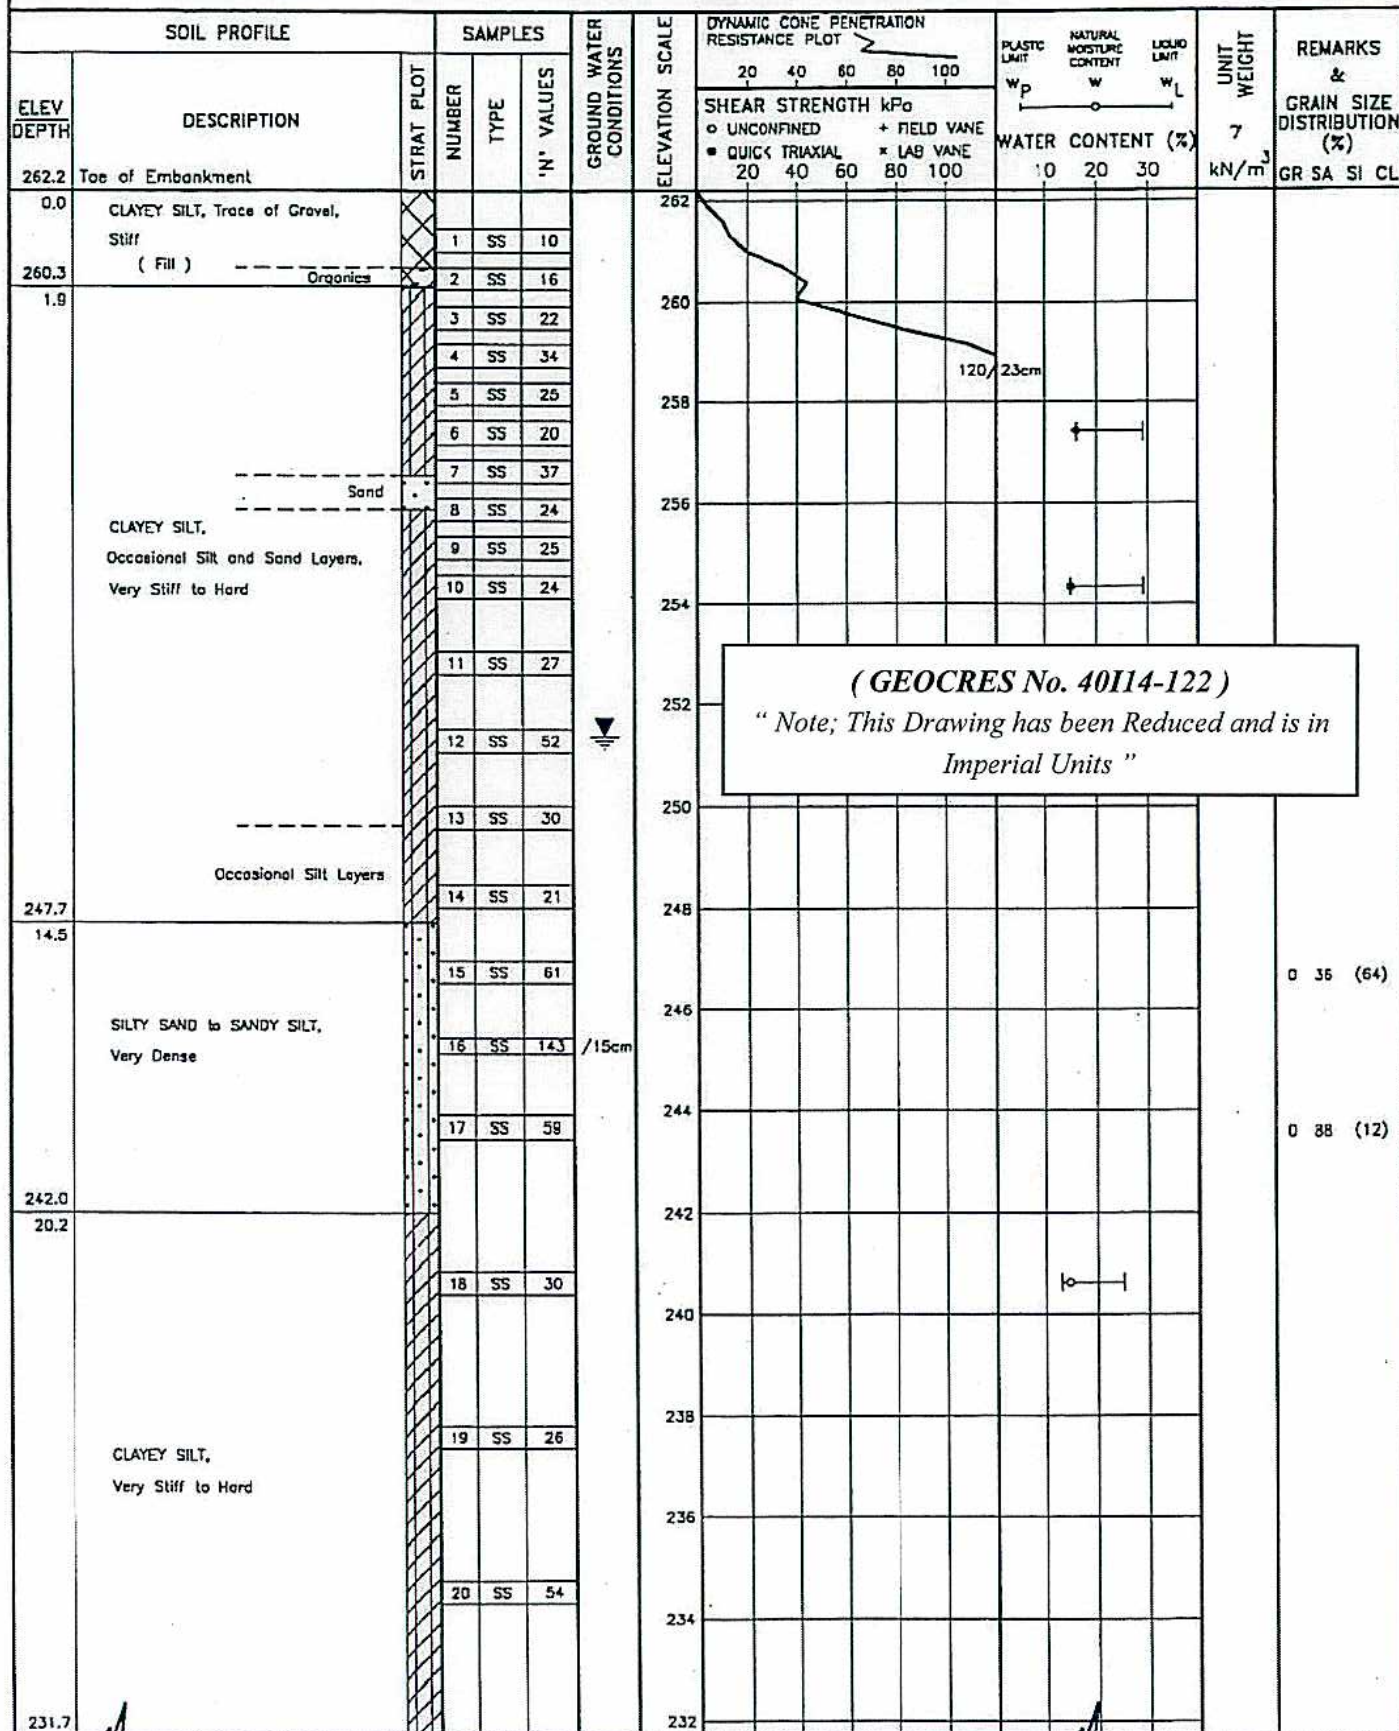 SOIL PROFILE
SAMPLES
GROUND WATER CONDITIONS
ELEVATION SCALE
DYNAMIC CONE PENETRATION
RESISTANCE PLOT
20 40 60 80 100
PLASTIC LIMIT
NATURAL MOISTURE CONTENT
LIQUID LIMIT
WP W WL
UNIT WEIGHT
γ
kN/m³
REMARKS
&
GRAIN SIZE
DISTRIBUTION
(%)
GR SA SI CL
ELEV
DEPTH
DESCRIPTION
STRAT PLOT
NUMBER
TYPE
'N' VALUES
SHEAR STRENGTH kPa
○ UNCONFINED + FIELD VANE
● QUICK TRIAXIAL × LAB VANE
20 40 60 80 100
WATER CONTENT (%)
10 20 30
262.2 Toe of Embankment
0.0
CLAYEY SILT, Trace of Gravel,
Stiff
( Fill )
Organics
260.3
1.9
Sand
CLAYEY SILT,
Occasional Silt and Sand Layers,
Very Stiff to Hard
Occasional Silt Layers
247.7
14.5
SILTY SAND to SANDY SILT,
Very Dense
242.0
20.2
CLAYEY SILT,
Very Stiff to Hard
231.7
1 SS 10
2 SS 16
3 SS 22
4 SS 34
5 SS 25
6 SS 20
7 SS 37
8 SS 24
9 SS 25
10 SS 24
11 SS 27
12 SS 52
13 SS 30
14 SS 21
15 SS 61
16 SS 143 /15cm
17 SS 59
18 SS 30
19 SS 26
20 SS 54
262
260
258
256
254
252
250
248
246
244
242
240
238
236
234
232
120/23cm
( GEOCRES No. 40I14-122 )
“ Note; This Drawing has been Reduced and is in
Imperial Units ”
0 36 (64)
0 88 (12)